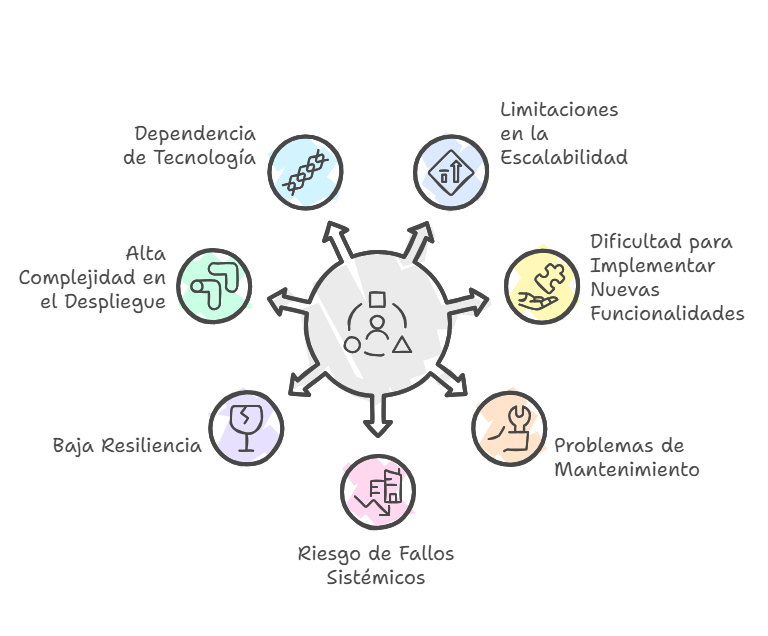 Limitaciones
en la
Escalabilidad
Dependencia
de Tecnología
Dificultad para
Implementar
Nuevas
Funcionalidades
Alta
Complejidad en
el Despliegue
Baja Resiliencia
Problemas de
Mantenimiento
Riesgo de Fallos
Sistémicos